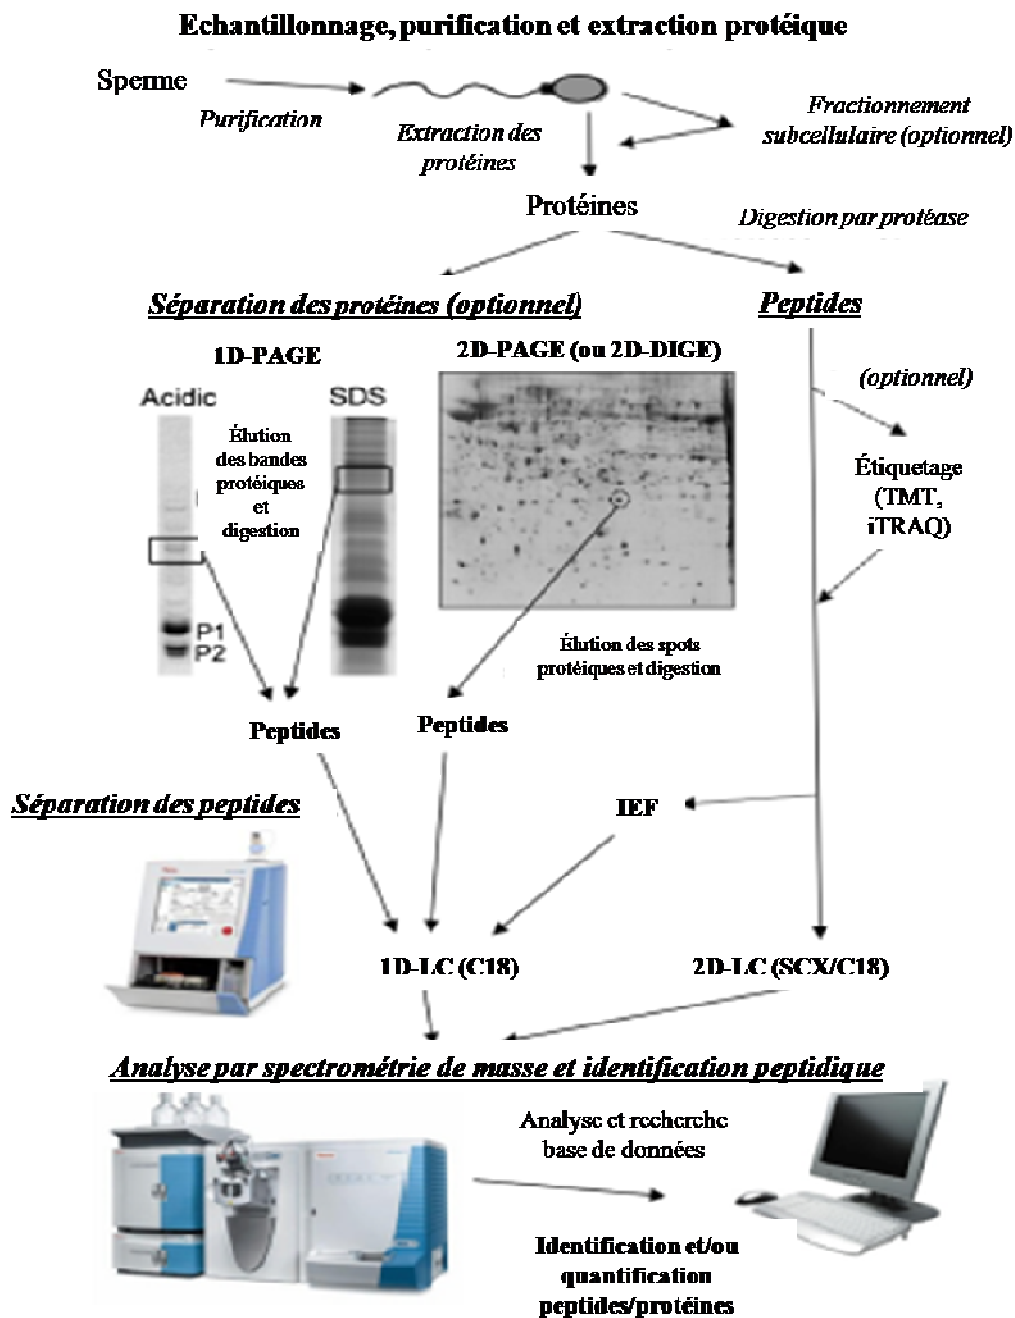 Echantillonnage, purification et extraction protéique
Sperme
Purification
Extraction des
protéines
Fractionnement
subcellulaire (optionnel)
Protéines
Digestion par protéase
Séparation des protéines (optionnel)
Peptides
1D-PAGE
2D-PAGE (ou 2D-DIGE)
(optionnel)
Acidic
SDS
Élution
des bandes
protéiques
et
digestion
Étiquetage
(TMT,
iTRAQ)
P1
P2
Élution des spots
protéiques et digestion
Peptides
Peptides
Séparation des peptides
IEF
1D-LC (C18)
2D-LC (SCX/C18)
Analyse par spectrométrie de masse et identification peptidique
Analyse et recherche
base de données
Identification et/ou
quantification
peptides/protéines